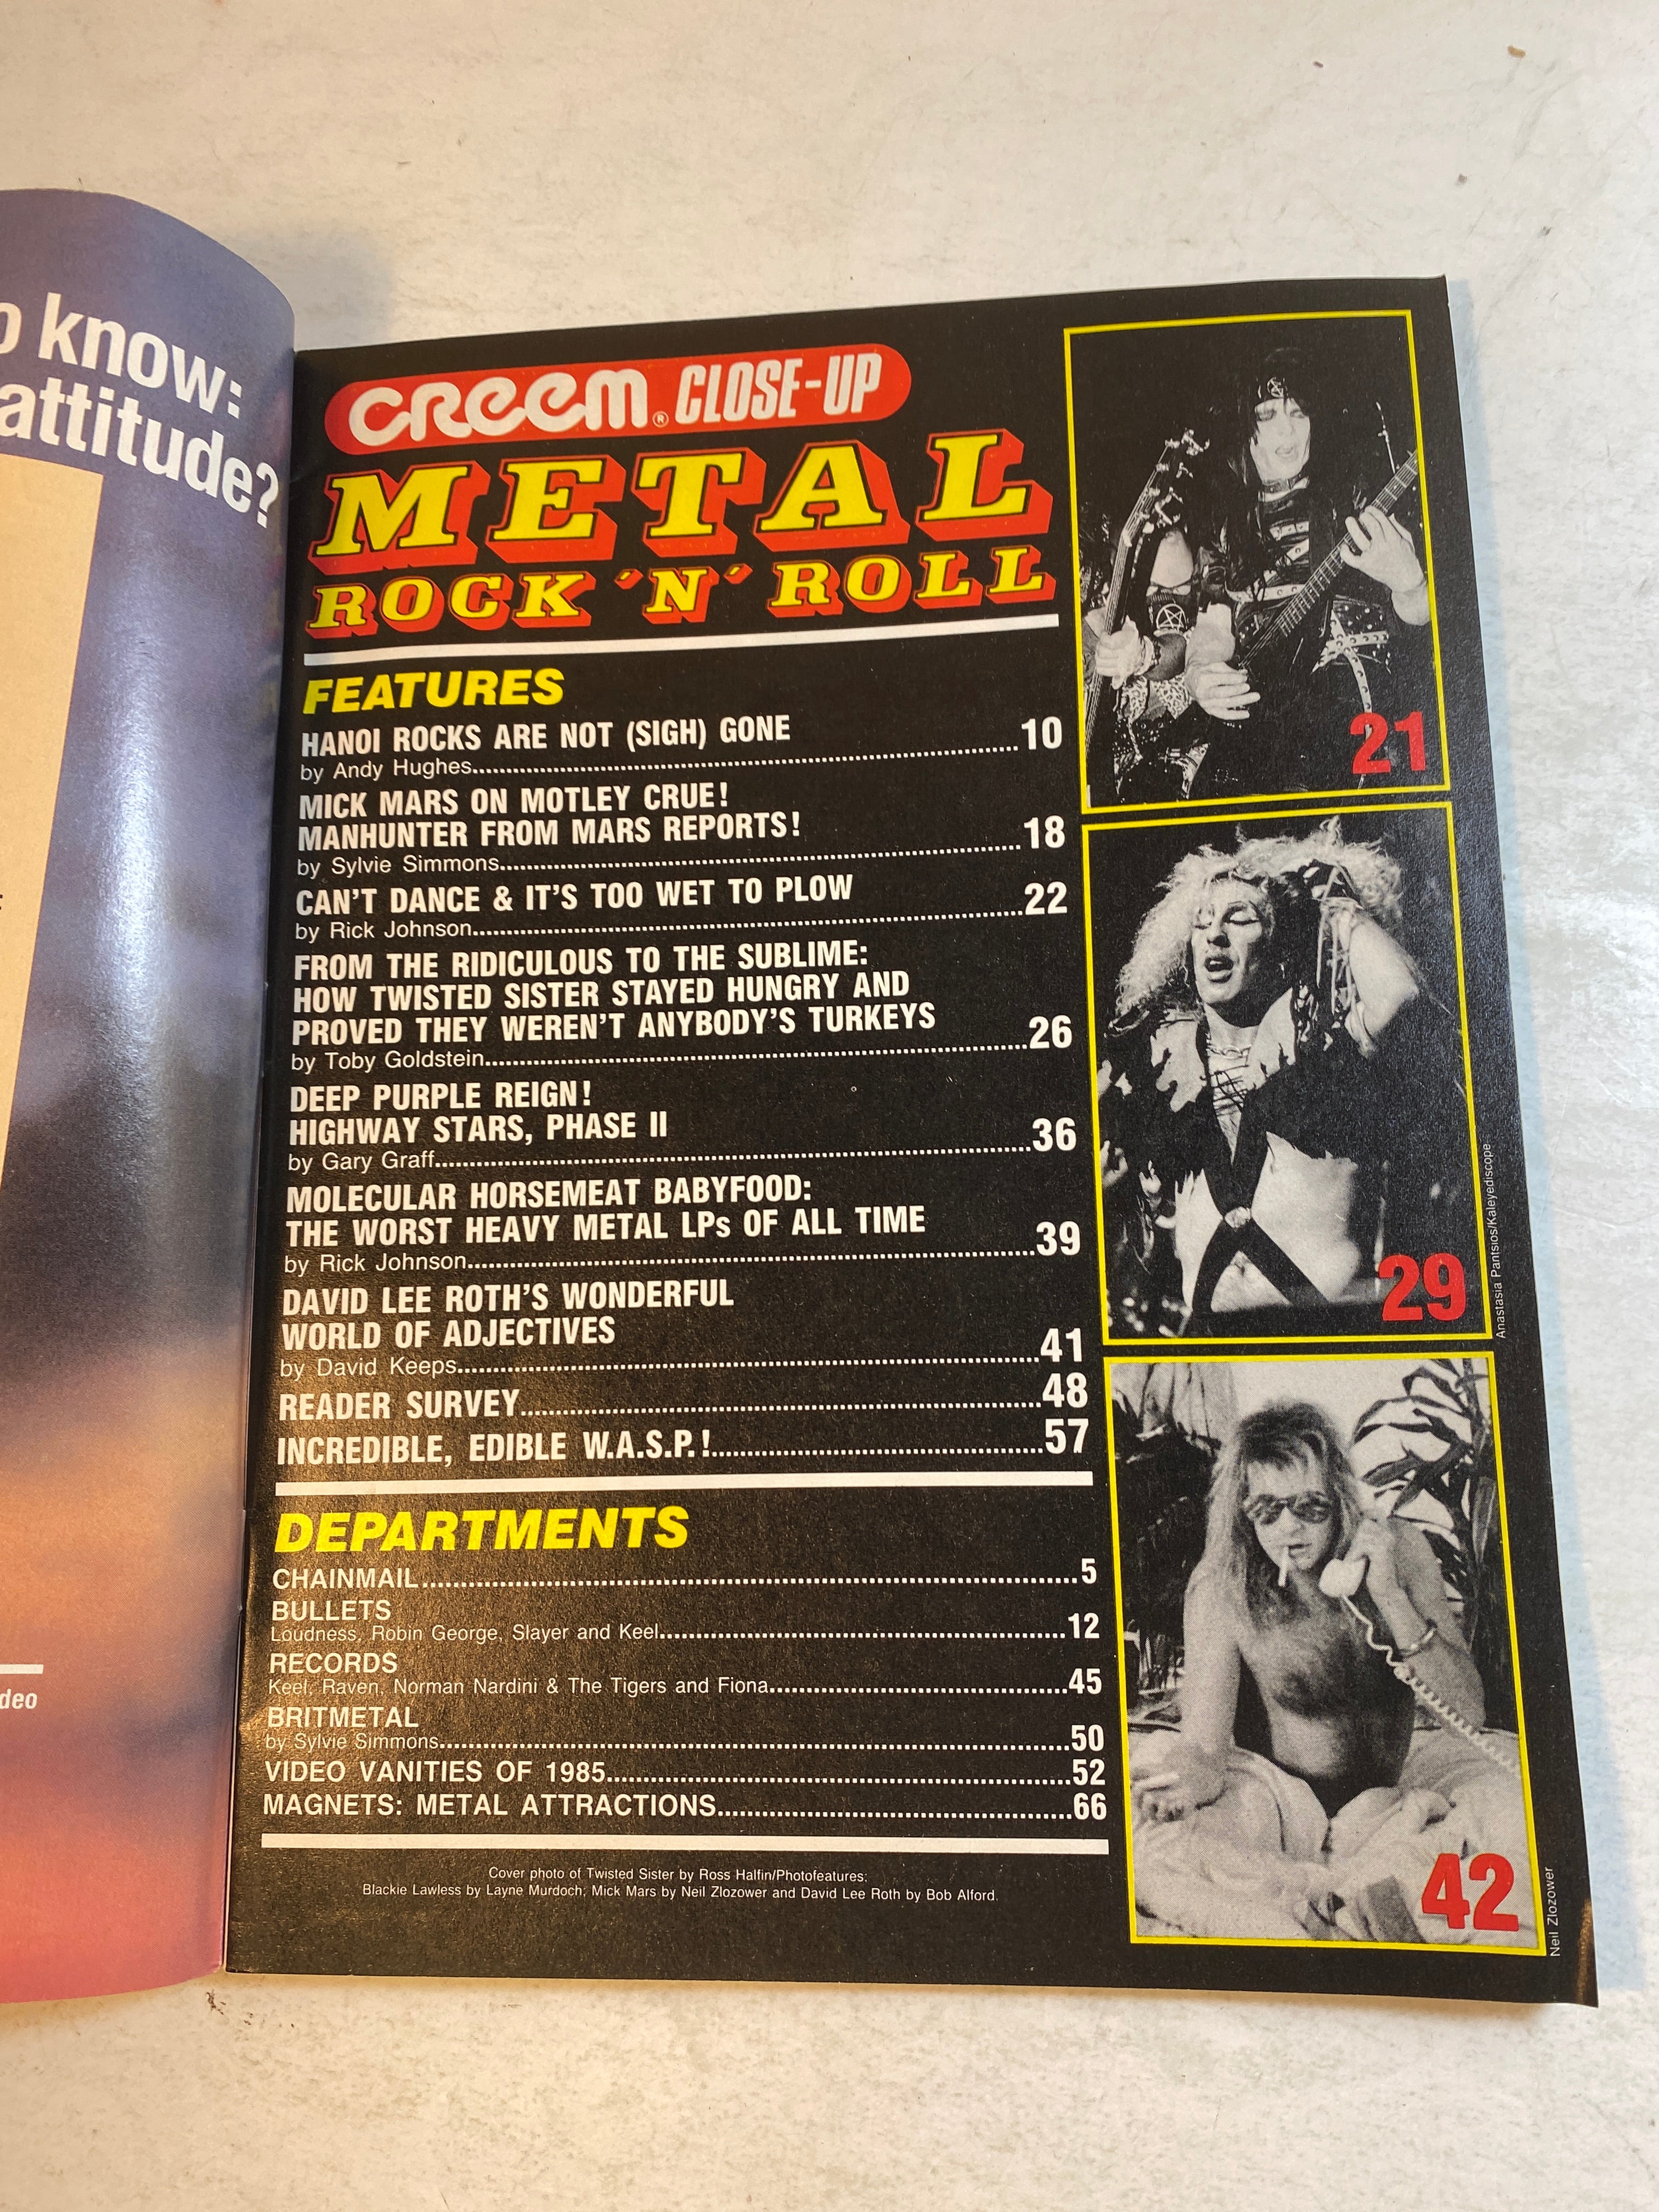 know:
attitude?
deo
CREEM® CLOSE-UP
METAL
ROCK 'N' ROLL
FEATURES
HANOI ROCKS ARE NOT (SIGH) GONE
by Andy Hughes 10
MICK MARS ON MOTLEY CRUE!
MANHUNTER FROM MARS REPORTS!
by Sylvie Simmons 18
CAN'T DANCE & IT'S TOO WET TO PLOW
by Rick Johnson 22
FROM THE RIDICULOUS TO THE SUBLIME:
HOW TWISTED SISTER STAYED HUNGRY AND
PROVED THEY WEREN'T ANYBODY'S TURKEYS
by Toby Goldstein 26
DEEP PURPLE REIGN!
HIGHWAY STARS, PHASE II
by Gary Graff 36
MOLECULAR HORSEMEAT BABYFOOD:
THE WORST HEAVY METAL LPs OF ALL TIME
by Rick Johnson 39
DAVID LEE ROTH'S WONDERFUL
WORLD OF ADJECTIVES
by David Keeps 41
READER SURVEY 48
INCREDIBLE, EDIBLE W.A.S.P.! 57
DEPARTMENTS
CHAINMAIL 5
BULLETS
Loudness, Robin George, Slayer and Keel 12
RECORDS
Keel, Raven, Norman Nardini & The Tigers and Fiona 45
BRITMETAL
by Sylvie Simmons 50
VIDEO VANITIES OF 1985 52
MAGNETS: METAL ATTRACTIONS 66
Cover photo of Twisted Sister by Ross Halfin/Photofeatures;
Blackie Lawless by Layne Murdoch; Mick Mars by Neil Zlozower and David Lee Roth by Bob Alford.
21
29
Anastasia Pantsios/Kaleyediscope
42
Neil Zlozower